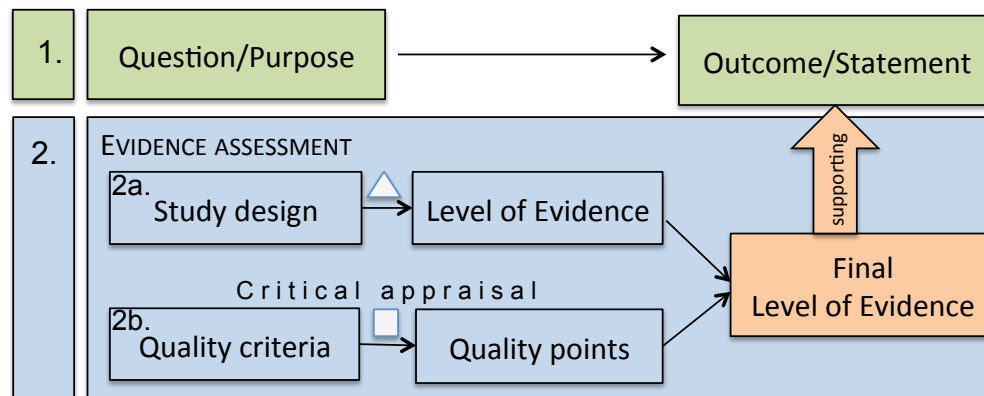 1.
Question/Purpose
Outcome/Statement
2.
EVIDENCE ASSESSMENT
supporting
2a.
Study design
Level of Evidence
Final
Level of Evidence
Critical appraisal
2b.
Quality criteria
Quality points